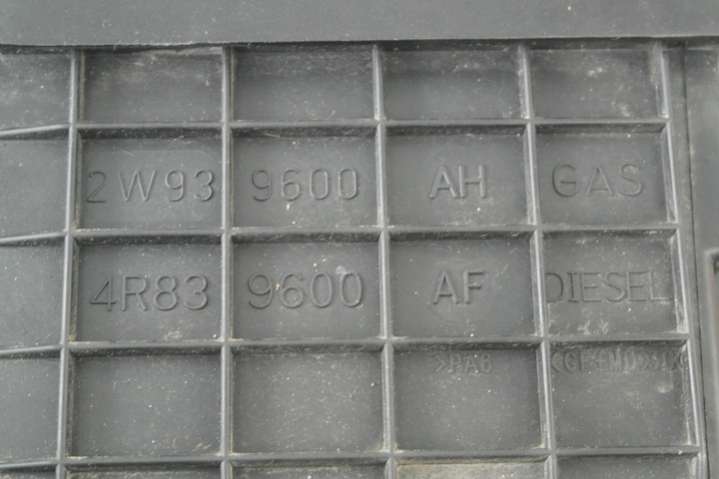 2W93 9600 AH GAS
4R83 9600 AF DIESEL
>PA6